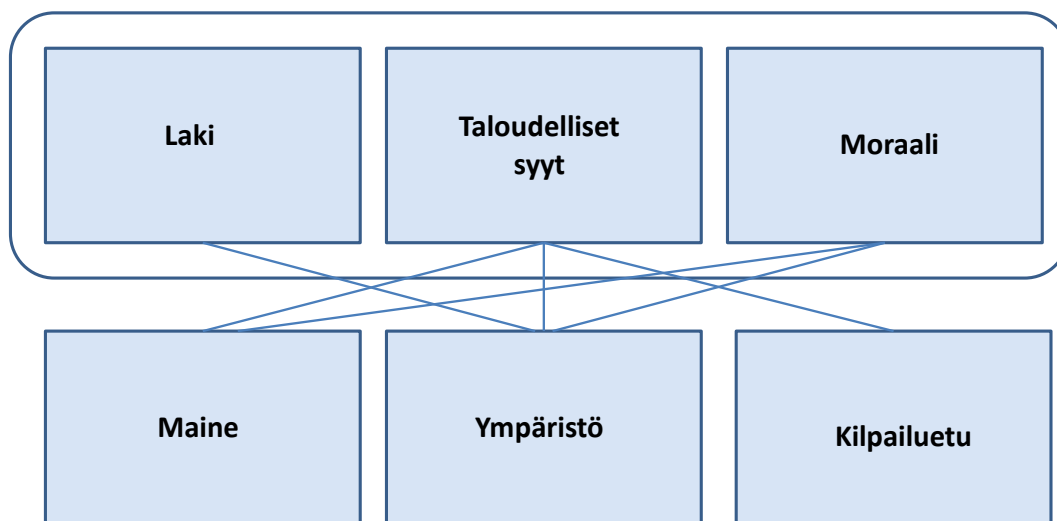 Laki
Taloudelliset
syyt
Moraali
Maine
Ympäristö
Kilpailuetu